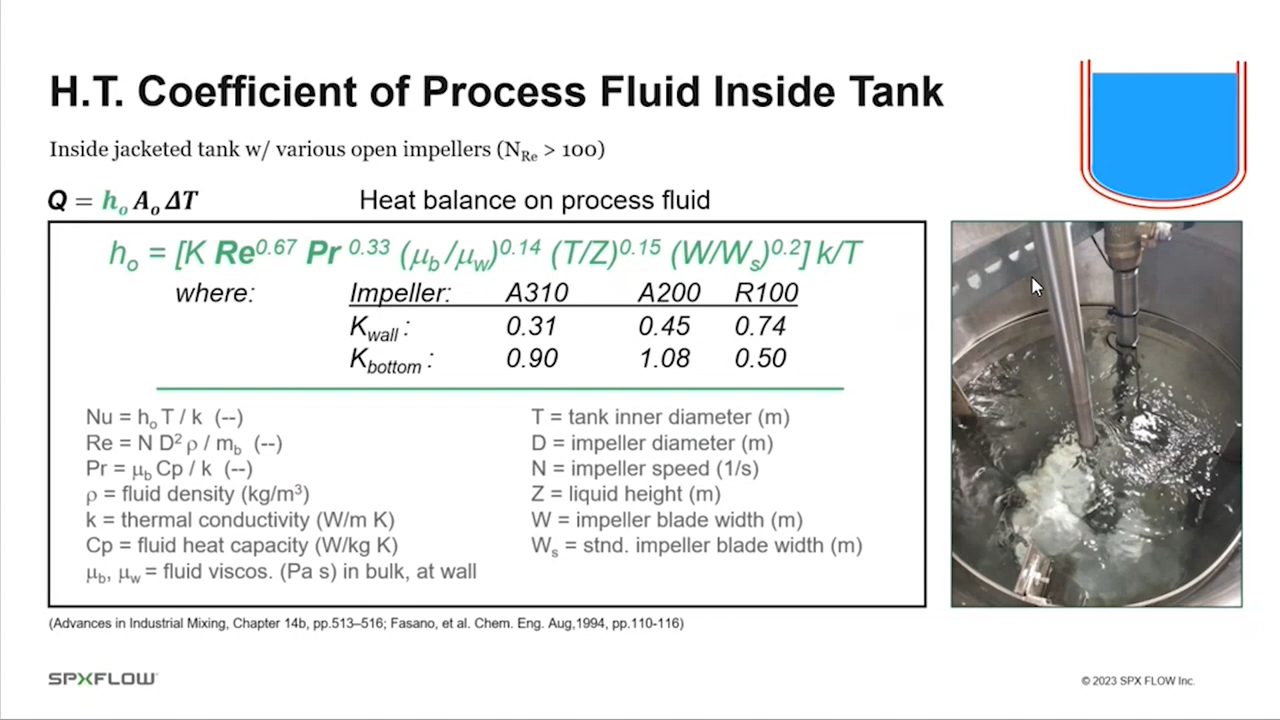 H.T. Coefficient of Process Fluid Inside Tank
Inside jacketed tank w/ various open impellers (N_Re > 100)
Q = h_o A_o ΔT Heat balance on process fluid
h_o = [K Re^0.67 Pr^0.33 (μ_b/μ_w)^0.14 (T/Z)^0.15 (W/W_s)^0.2] k/T
where: Impeller: A310 A200 R100
K_wall : 0.31 0.45 0.74
K_bottom : 0.90 1.08 0.50
Nu = h_o T / k (--)
Re = N D² ρ / m_b (--)
Pr = μ_b Cp / k (--)
ρ = fluid density (kg/m³)
k = thermal conductivity (W/m K)
Cp = fluid heat capacity (W/kg K)
μ_b, μ_w = fluid viscos. (Pa s) in bulk, at wall
T = tank inner diameter (m)
D = impeller diameter (m)
N = impeller speed (1/s)
Z = liquid height (m)
W = impeller blade width (m)
W_s = stnd. impeller blade width (m)
(Advances in Industrial Mixing, Chapter 14b, pp.513–516; Fasano, et al. Chem. Eng. Aug,1994, pp.110-116)
SPXFLOW
© 2023 SPX FLOW Inc.